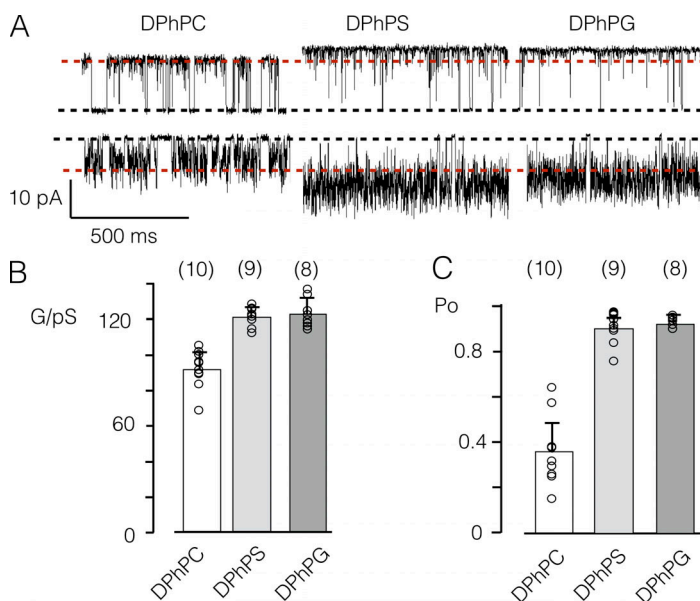 A
DPhPC DPhPS DPhPG
10 pA
500 ms
B
(10) (9) (8)
G/pS
120
60
0
DPhPC DPhPS DPhPG
C
(10) (9) (8)
Po
0.8
0.4
0
DPhPC DPhPS DPhPG